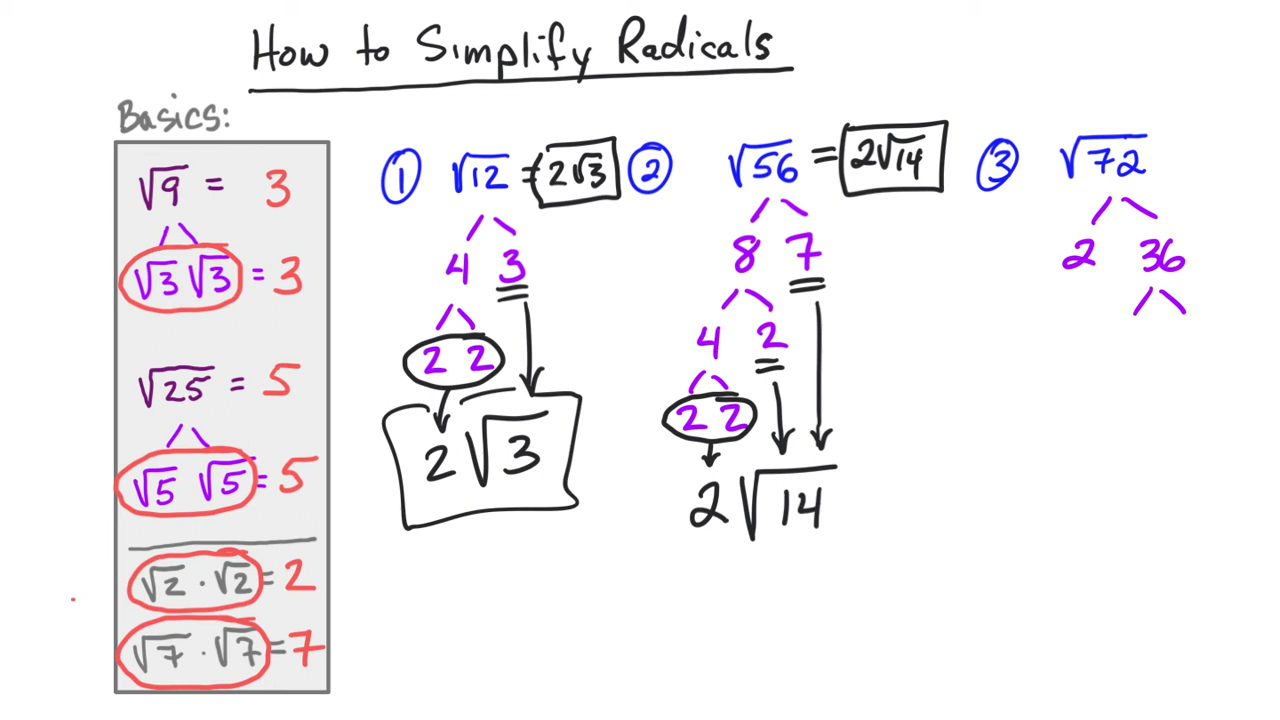 How to Simplify Radicals
Basics:
√9 = 3
√3 √3 = 3
√25 = 5
√5 √5 = 5
√2 · √2 = 2
√7 · √7 = 7
① √12 = 2√3
4 3
2 2
2√3
② √56 = 2√14
8 7
4 2
2 2
2√14
③ √72
2 36